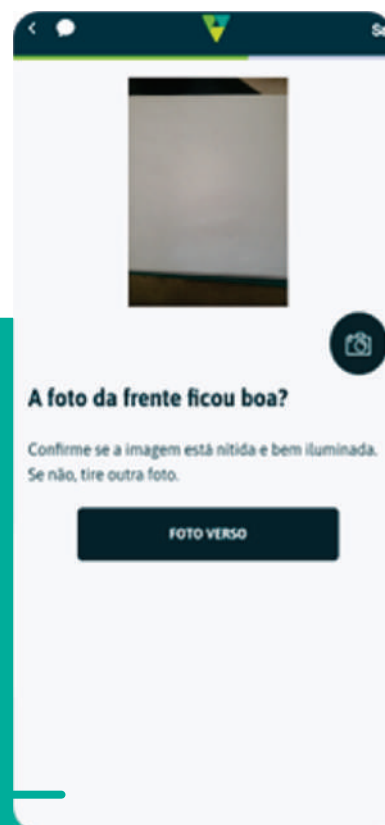 Sa
A foto da frente ficou boa?
Confirme se a imagem está nítida e bem iluminada.
Se não, tire outra foto.
FOTO VERSO